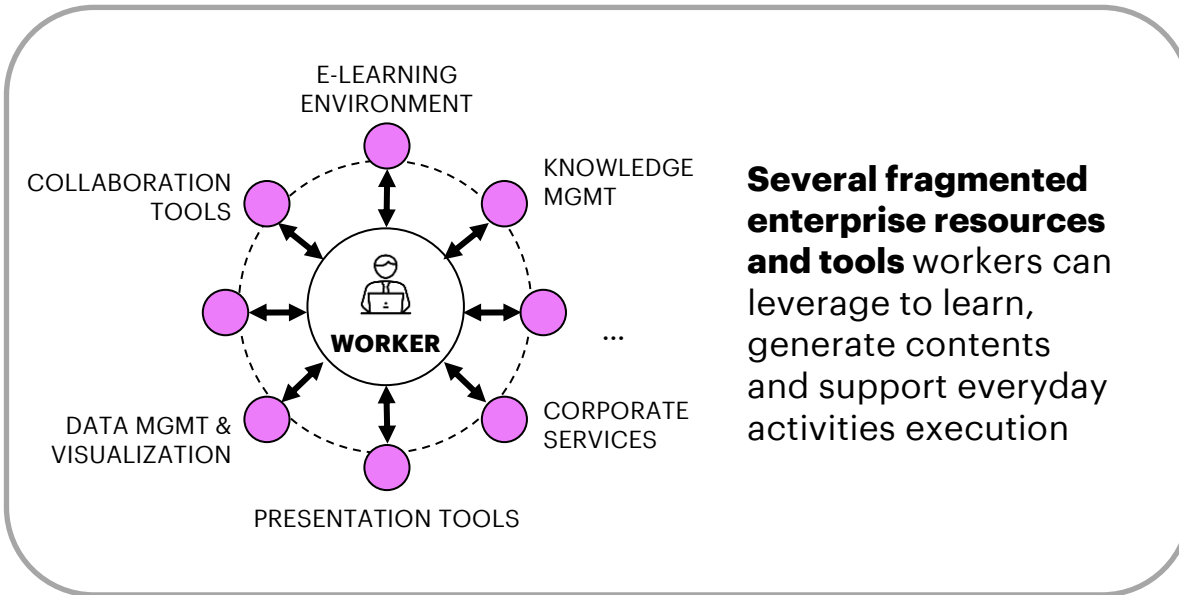 E-LEARNING
ENVIRONMENT
COLLABORATION
TOOLS
KNOWLEDGE
MGMT
WORKER
...
DATA MGMT &
VISUALIZATION
CORPORATE
SERVICES
PRESENTATION TOOLS
Several fragmented
enterprise resources
and tools workers can
leverage to learn,
generate contents
and support everyday
activities execution